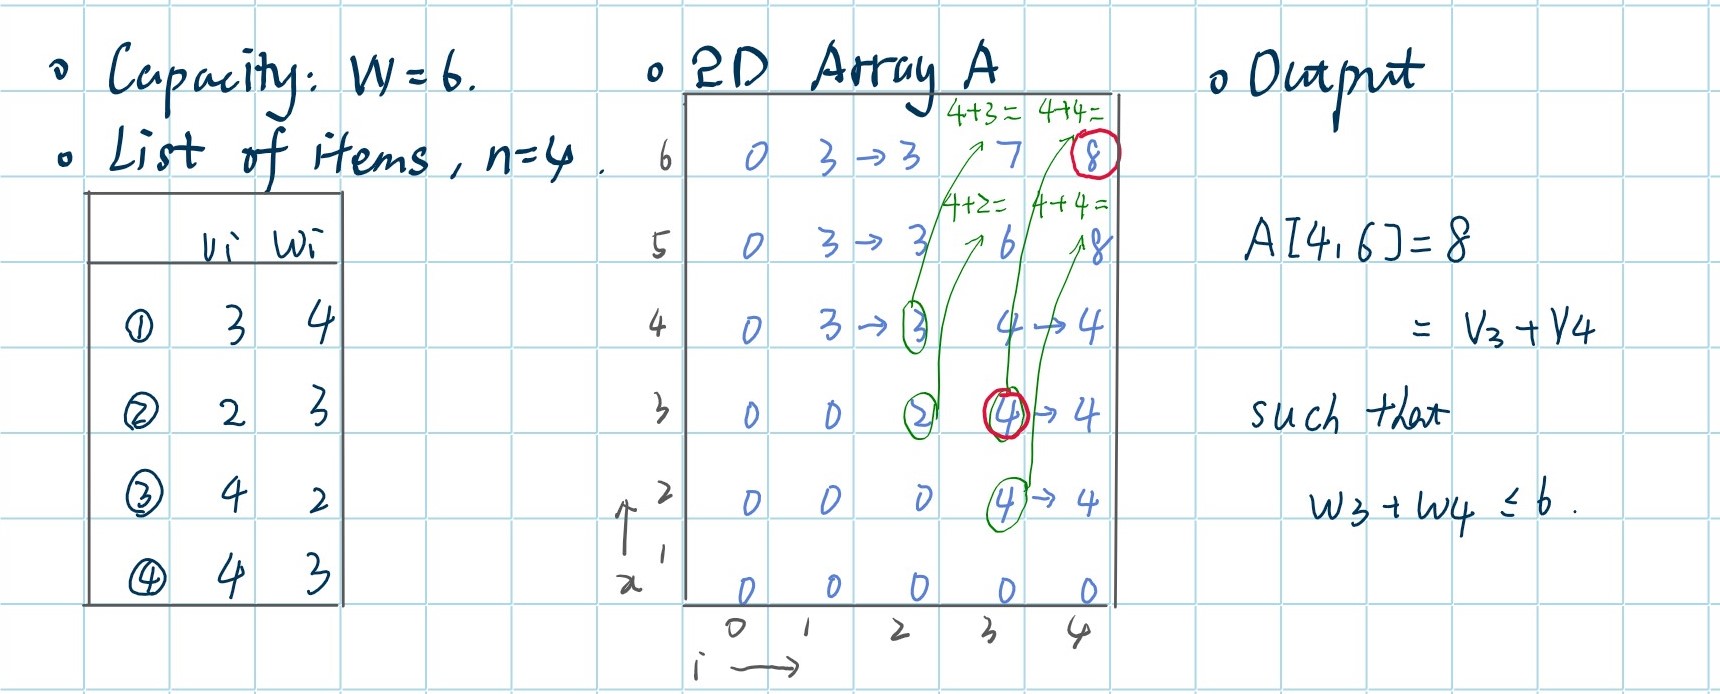 ◦ Capacity: W=6.
◦ List of items, n=4.
vi wi
① 3 4
② 2 3
③ 4 2
④ 4 3
◦ 2D Array A
4+3= 4+4=
6 0 3 → 3 7 8
4+2= 4+4=
5 0 3 → 3 6 8
4 0 3 → 3 4 → 4
3 0 0 2 4 → 4
2 0 0 0 4 → 4
1
x 0 0 0 0 0
0 1 2 3 4
i →
◦ Output
A[4,6]=8
= V3 + V4
such that
W3 + W4 ≤ 6.